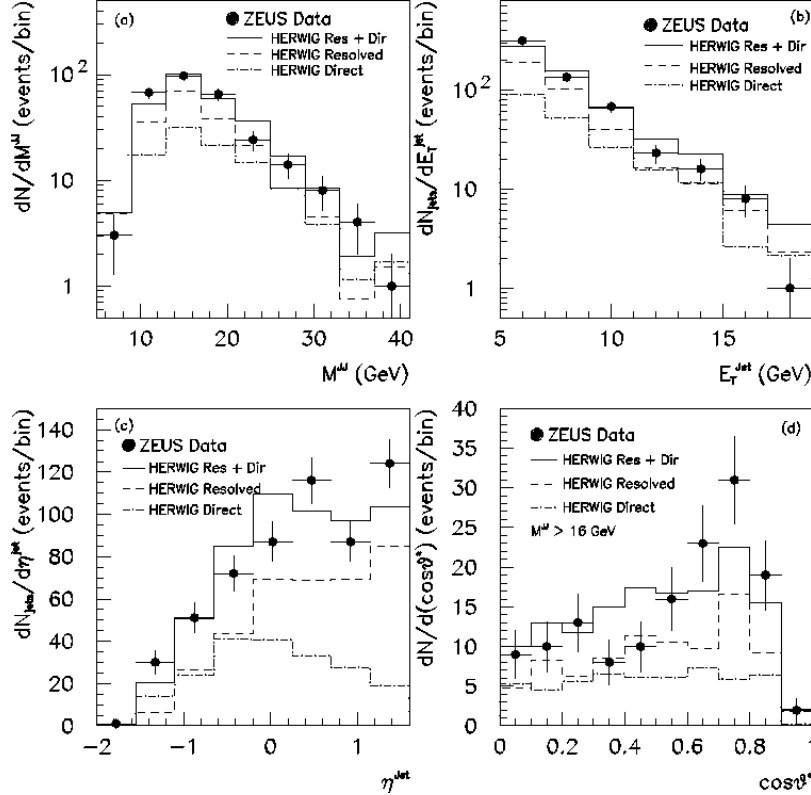 (a)
ZEUS Data
HERWIG Res + Dir
HERWIG Resolved
HERWIG Direct
dN/dM^JJ (events/bin)
10²
10
1
10 20 30 40
M^JJ (GeV)
(b)
ZEUS Data
HERWIG Res + Dir
HERWIG Resolved
HERWIG Direct
dN_jets/dE_T^jet (events/bin)
10²
10
1
5 10 15
E_T^Jet (GeV)
(c)
ZEUS Data
HERWIG Res + Dir
HERWIG Resolved
HERWIG Direct
dN_jets/dη^jet (events/bin)
140
120
100
80
60
40
20
0
-2 -1 0 1
η^Jet
(d)
ZEUS Data
HERWIG Res + Dir
HERWIG Resolved
HERWIG Direct
M^JJ > 16 GeV
dN/d(cosϑ*) (events/bin)
40
35
30
25
20
15
10
5
0
0 0.2 0.4 0.6 0.8 1
cosϑ*